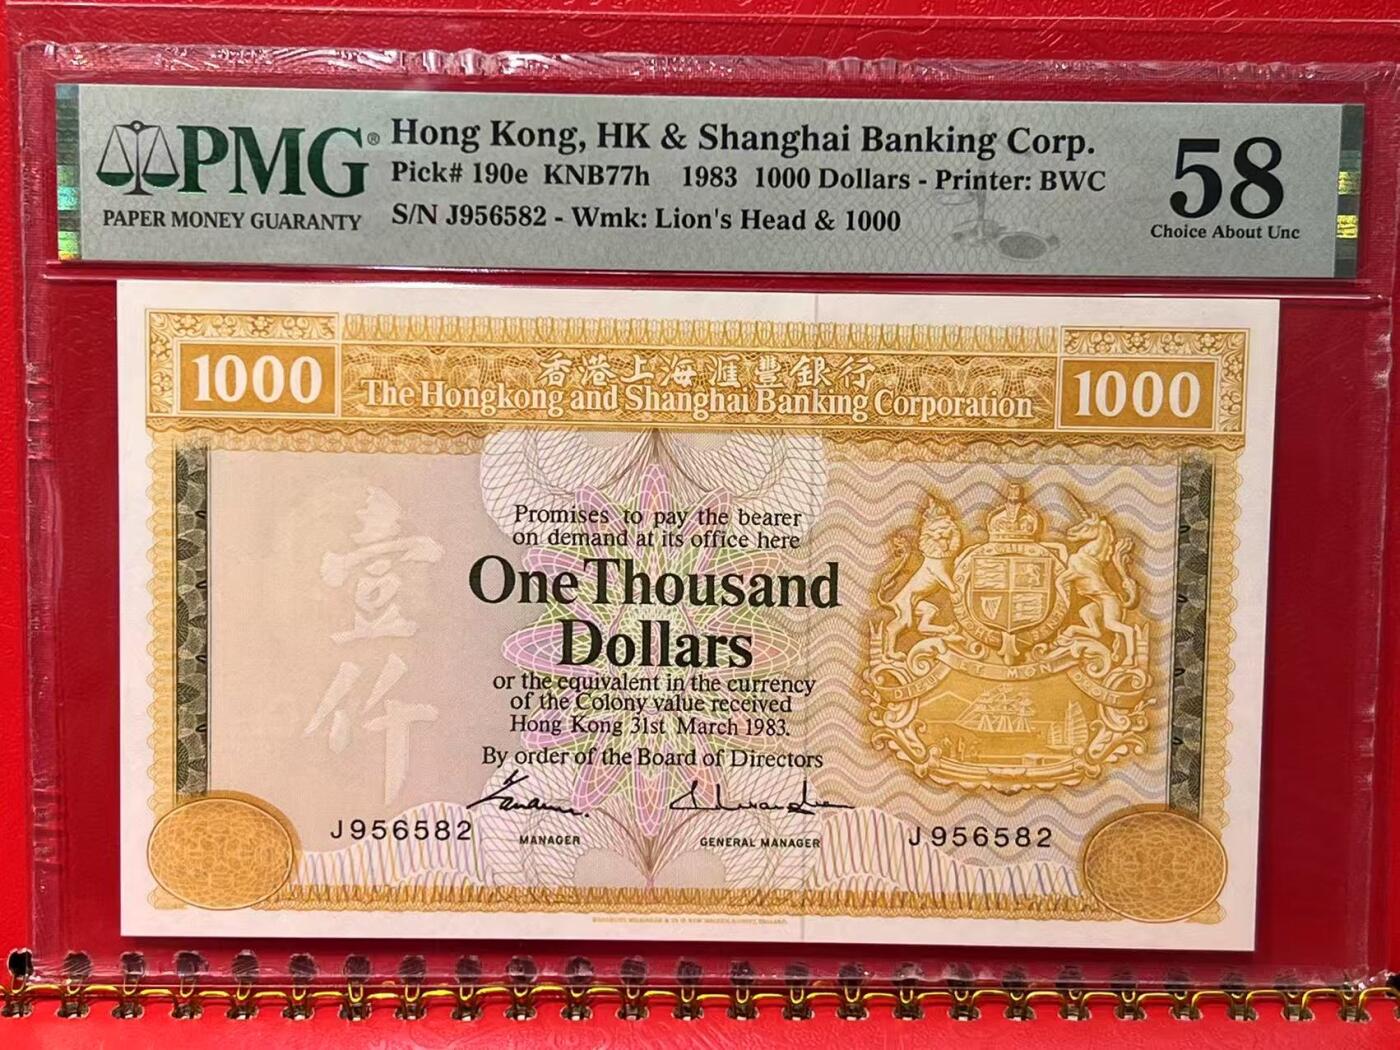 PMG®
PAPER MONEY GUARANTY
Hong Kong, HK & Shanghai Banking Corp.
Pick# 190e KNB77h 1983 1000 Dollars - Printer: BWC
S/N J956582 - Wmk: Lion's Head & 1000
58
Choice About Unc
1000
香港上海滙豐銀行
The Hongkong and Shanghai Banking Corporation
1000
壹仟
Promises to pay the bearer
on demand at its office here
One Thousand
Dollars
or the equivalent in the currency
of the Colony value received
Hong Kong 31st March 1983.
By order of the Board of Directors
MANAGER
GENERAL MANAGER
J956582
J956582
DIEU ET MON DROIT